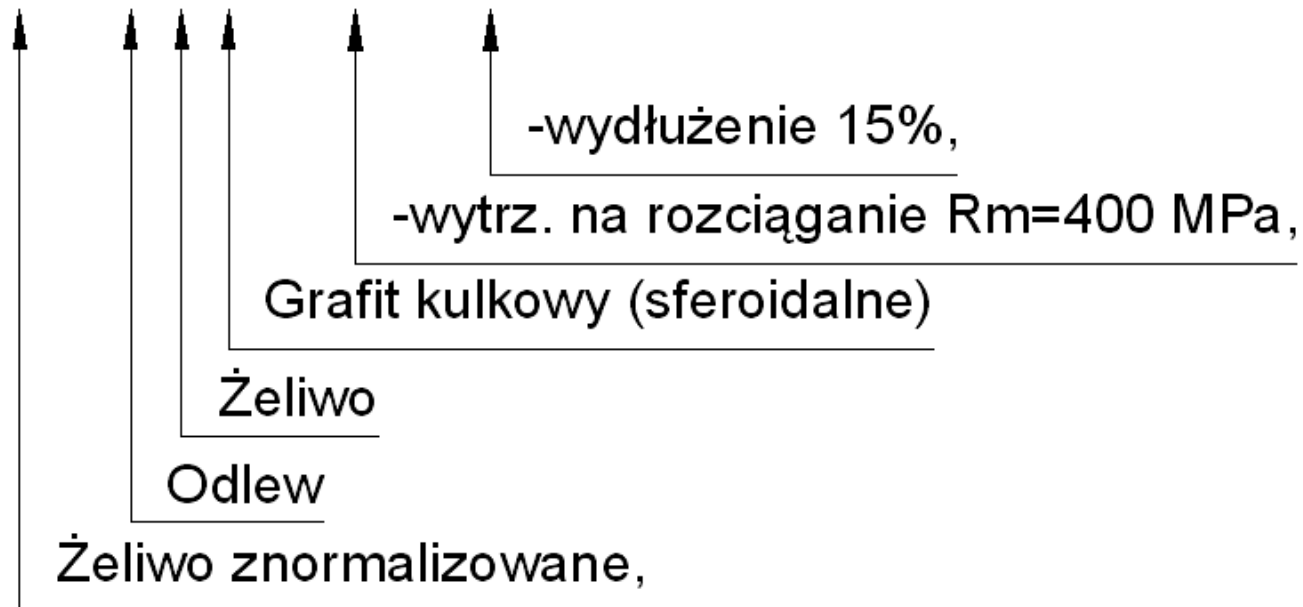 -wydłużenie 15%,
-wytrz. na rozciąganie Rm=400 MPa,
Grafit kulkowy (sferoidalne)
Żeliwo
Odlew
Żeliwo znormalizowane,